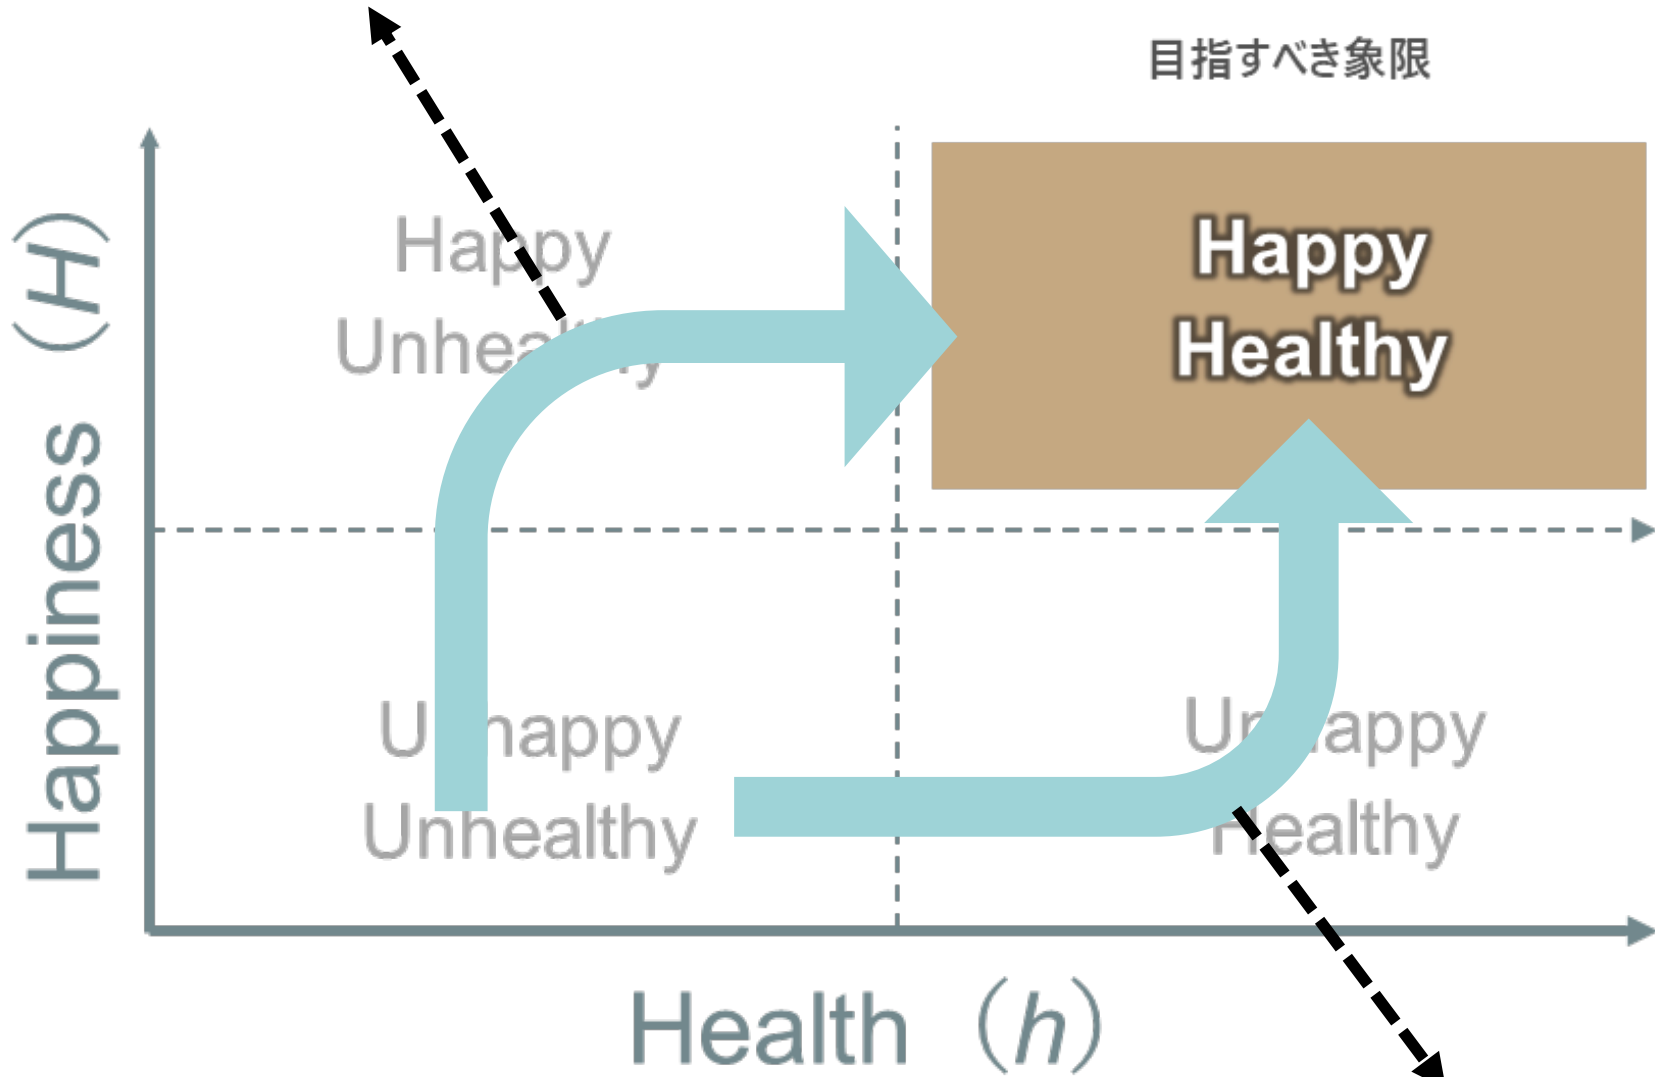 目指すべき象限
Happy
Unhealthy
Happy
Healthy
Happiness（H）
Unhappy
Unhealthy
Unhappy
Healthy
Health（h）